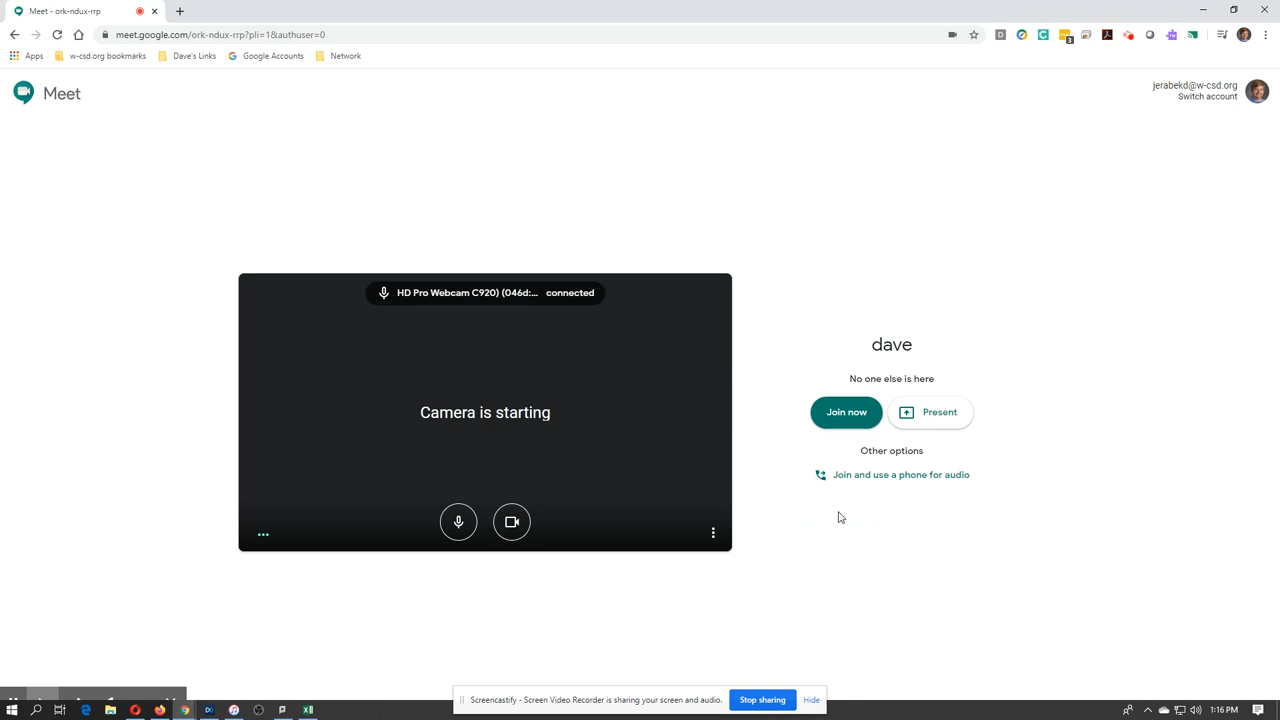 Meet - ork-ndux-rrp
meet.google.com/ork-ndux-rrp?pli=1&authuser=0
3
Apps
w-csd.org bookmarks
Dave's Links
Google Accounts
Network
Meet
jerabekd@w-csd.org
Switch account
HD Pro Webcam C920) (046d:... connected
Camera is starting
dave
No one else is here
Join now
Present
Other options
Join and use a phone for audio
Screencastify - Screen Video Recorder is sharing your screen and audio.
Stop sharing
Hide
1:16 PM